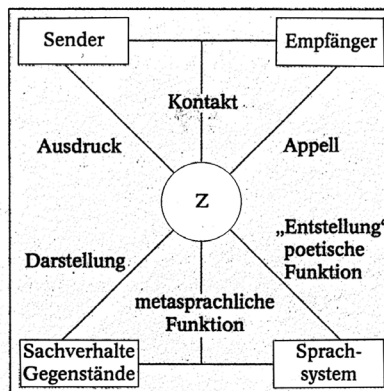 Sender
Empfänger
Kontakt
Ausdruck
Appell
Z
„Entstellung“
poetische
Funktion
Darstellung
metasprachliche
Funktion
Sachverhalte
Gegenstände
Sprach-
system